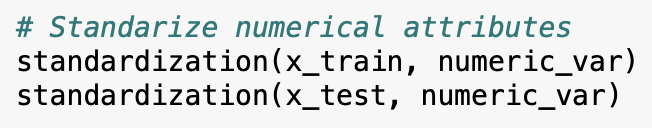 # Standarize numerical attributes
standardization(x_train, numeric_var)
standardization(x_test, numeric_var)